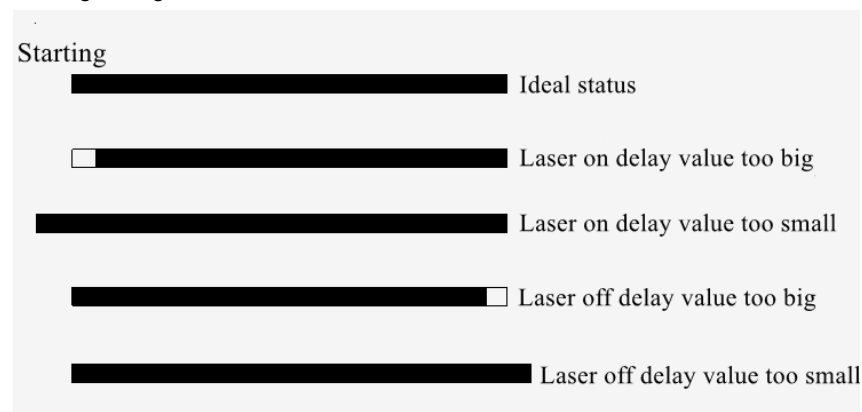 Starting
Ideal status
Laser on delay value too big
Laser on delay value too small
Laser off delay value too big
Laser off delay value too small